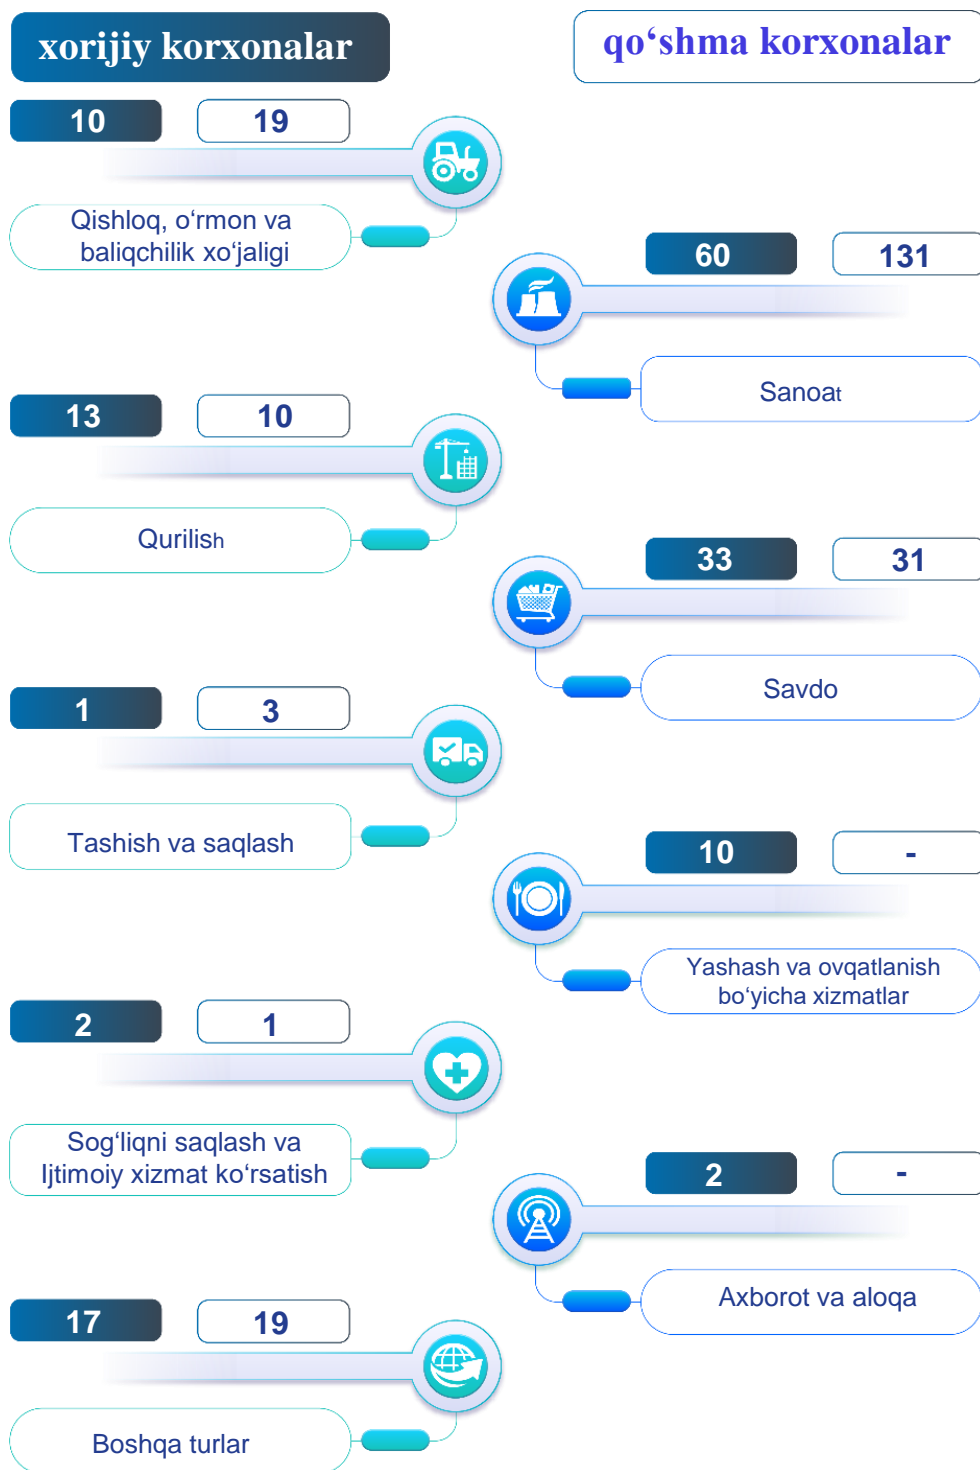 xorijiy korxonalar
qo‘shma korxonalar
10
19
Qishloq, o‘rmon va
baliqchilik xo‘jaligi
60
131
Sanoat
13
10
Qurilish
33
31
Savdo
1
3
Tashish va saqlash
10
-
Yashash va ovqatlanish
bo‘yicha xizmatlar
2
1
Sog‘liqni saqlash va
Ijtimoiy xizmat ko‘rsatish
2
-
Axborot va aloqa
17
19
Boshqa turlar